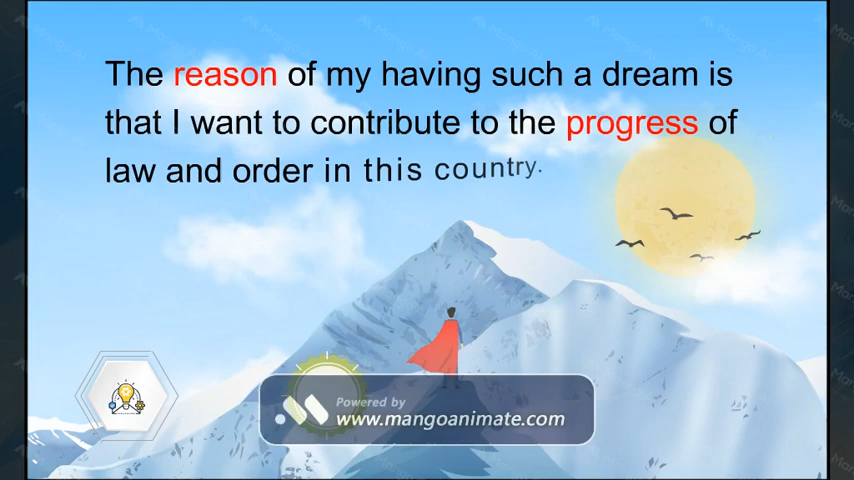 The reason of my having such a dream is
that I want to contribute to the progress of
law and order in this country.
Powered by
www.mangoanimate.com